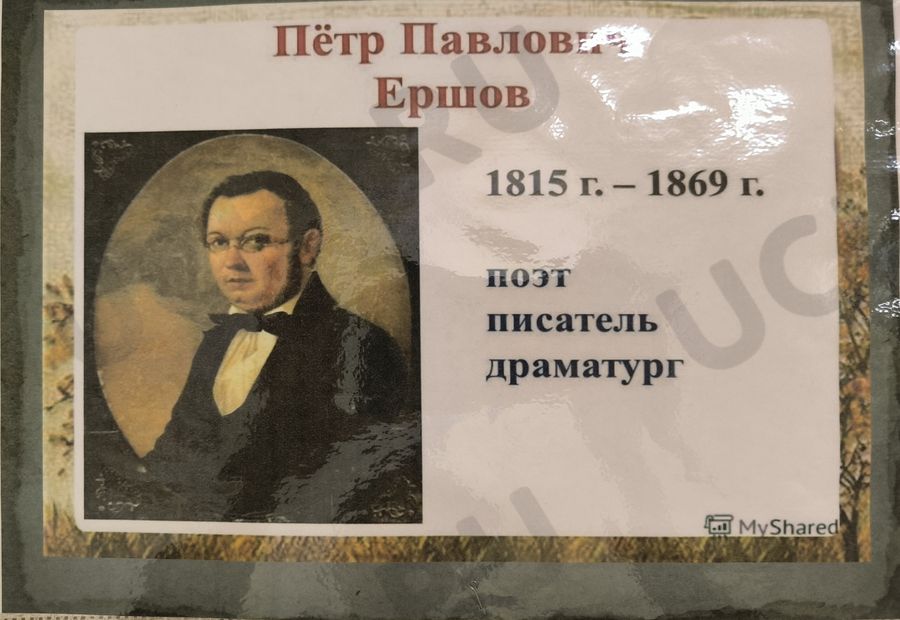 Пётр Павлович
Ершов
1815 г. – 1869 г.
поэт
писатель
драматург
MyShared